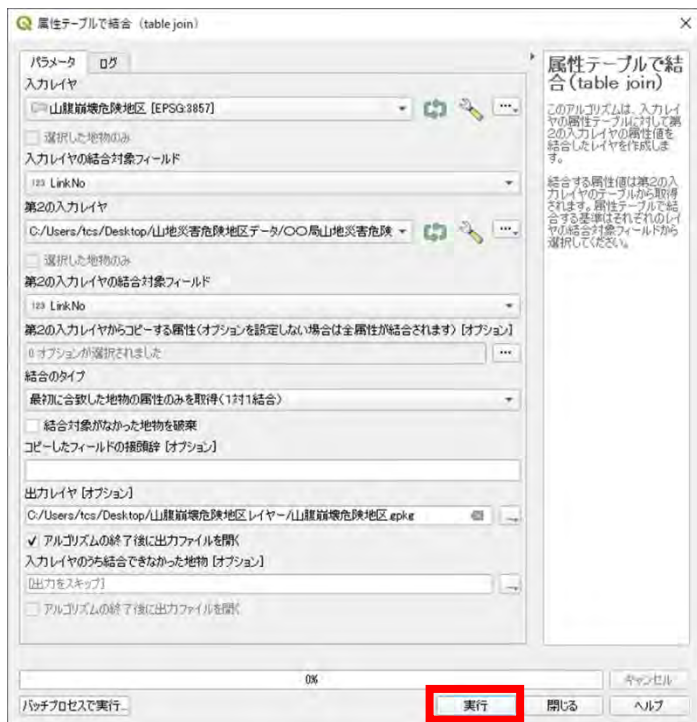 属性テーブルで結合 (table join)
パラメータ ログ
入力レイヤ
山腹崩壊危険地区 [EPSG:3857]
選択した地物のみ
入力レイヤの結合対象フィールド
123 LinkNo
第2の入力レイヤ
C:/Users/tcs/Desktop/山地災害危険地区データ/〇〇局山地災害危険
選択した地物のみ
第2の入力レイヤの結合対象フィールド
123 LinkNo
第2の入力レイヤからコピーする属性(オプションを設定しない場合は全属性が結合されます) [オプション]
0 オプションが選択されました
結合のタイプ
最初に合致した地物の属性のみを取得(1対1結合)
結合対象がなかった地物を破棄
コピーしたフィールドの接頭辞 [オプション]
出力レイヤ [オプション]
C:/Users/tcs/Desktop/山腹崩壊危険地区レイヤー/山腹崩壊危険地区.gpkg
アルゴリズムの終了後に出力ファイルを開く
入力レイヤのうち結合できなかった地物 [オプション]
[出力をスキップ]
アルゴリズムの終了後に出力ファイルを開く
属性テーブルで結
合 (table join)
このアルゴリズムは、入力レイ
ヤの属性テーブルに対して第
2の入力レイヤの属性値を
結合したレイヤを作成しま
す。
結合する属性値は第2の入
力レイヤのテーブルから取得
されます。属性テーブルで結
合する基準はそれぞれのレイ
ヤの結合対象フィールドから
選択してください。
0%
キャンセル
バッチプロセスで実行...
実行
閉じる
ヘルプ